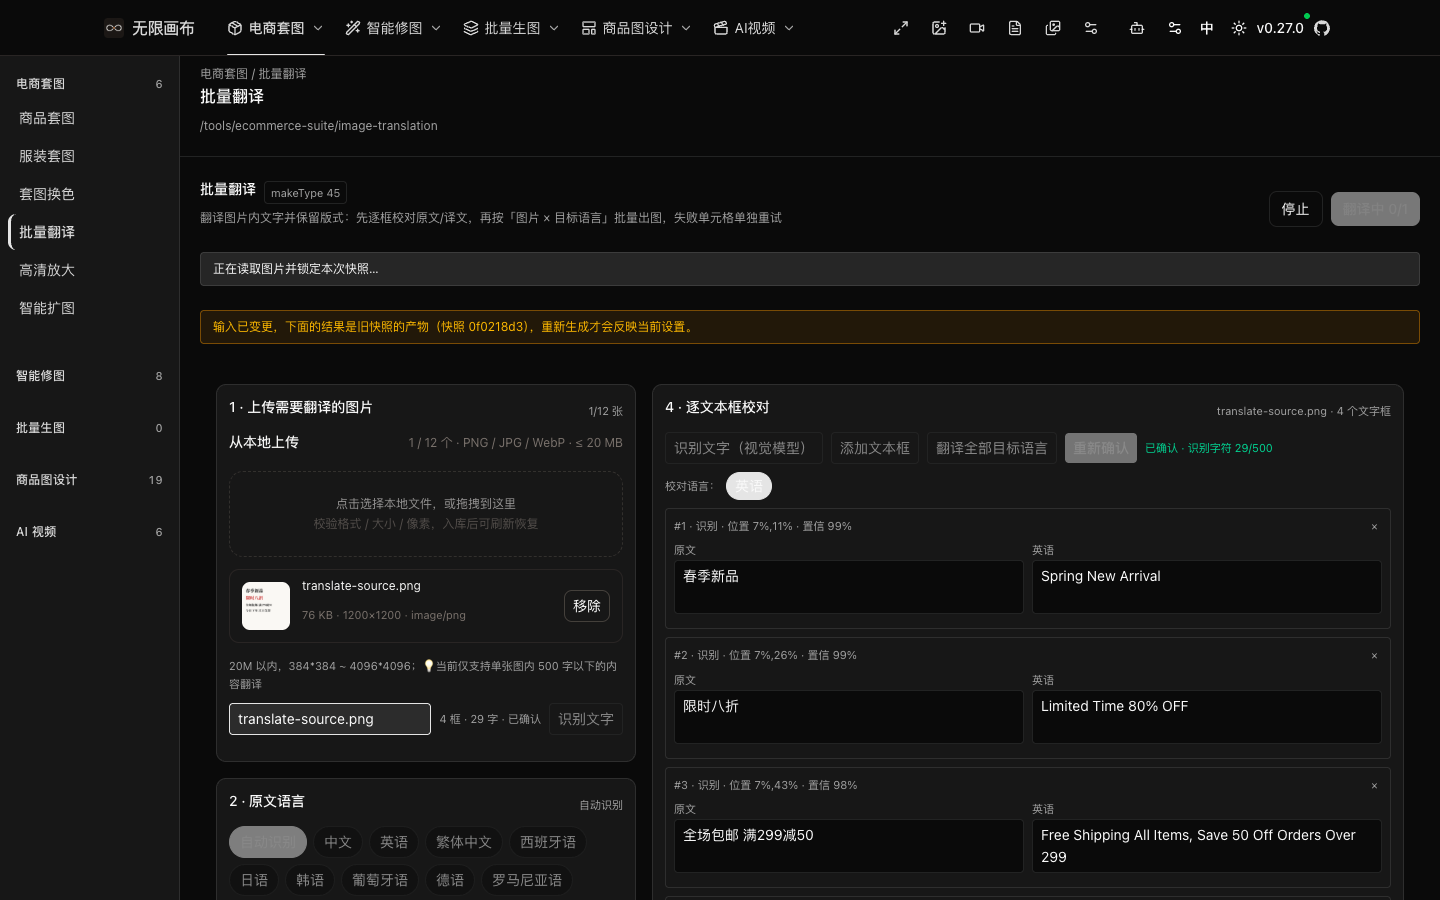 无限画布
电商套图
智能修图
批量生图
商品图设计
AI视频
中
v0.27.0
电商套图 6
商品套图
服装套图
套图换色
批量翻译
高清放大
智能扩图
智能修图 8
批量生图 0
商品图设计 19
AI 视频 6
电商套图 / 批量翻译
批量翻译
/tools/ecommerce-suite/image-translation
批量翻译 makeType 45
翻译图片内文字并保留版式：先逐框校对原文/译文，再按「图片 × 目标语言」批量出图，失败单元格单独重试
停止
翻译中 0/1
正在读取图片并锁定本次快照...
输入已变更，下面的结果是旧快照的产物（快照 0f0218d3），重新生成才会反映当前设置。
1 · 上传需要翻译的图片 1/12 张
从本地上传 1 / 12 个 · PNG / JPG / WebP · ≤ 20 MB
点击选择本地文件，或拖拽到这里
校验格式 / 大小 / 像素，入库后可刷新恢复
translate-source.png
76 KB · 1200×1200 · image/png
移除
20M 以内，384*384 ~ 4096*4096；💡当前仅支持单张图内 500 字以下的内
容翻译
translate-source.png 4 框 · 29 字 · 已确认 识别文字
2 · 原文语言 自动识别
自动识别 中文 英语 繁体中文 西班牙语
日语 韩语 葡萄牙语 德语 罗马尼亚语
4 · 逐文本框校对 translate-source.png · 4 个文字框
识别文字（视觉模型） 添加文本框 翻译全部目标语言 重新确认 已确认 · 识别字符 29/500
校对语言： 英语
#1 · 识别 · 位置 7%,11% · 置信 99% ×
原文 英语
春季新品 Spring New Arrival
#2 · 识别 · 位置 7%,26% · 置信 99% ×
原文 英语
限时八折 Limited Time 80% OFF
#3 · 识别 · 位置 7%,43% · 置信 98% ×
原文 英语
全场包邮 满299减50 Free Shipping All Items, Save 50 Off Orders Over
299